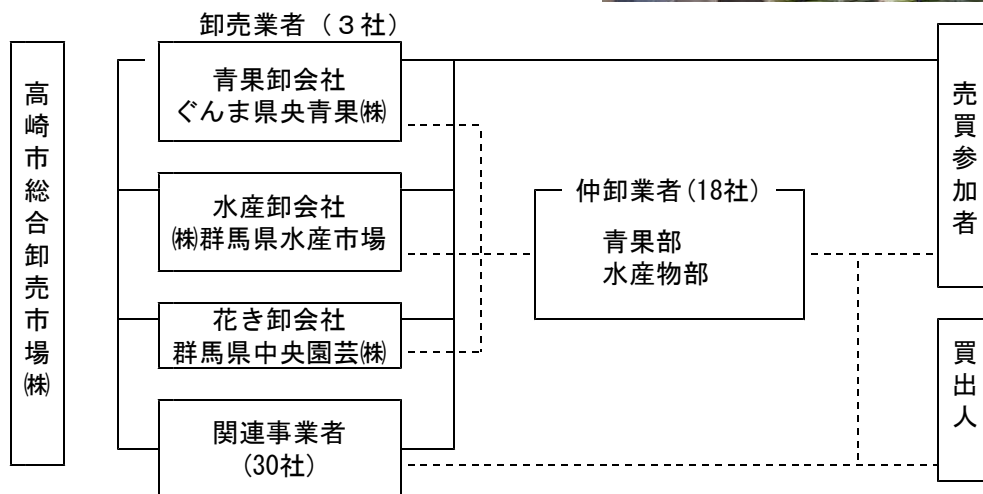 卸売業者(3社)
高崎市総合卸売市場㈱
青果卸会社
ぐんま県央青果㈱
水産卸会社
㈱群馬県水産市場
花き卸会社
群馬県中央園芸㈱
関連事業者
(30社)
仲卸業者(18社)
青果部
水産物部
売買参加者
買出人